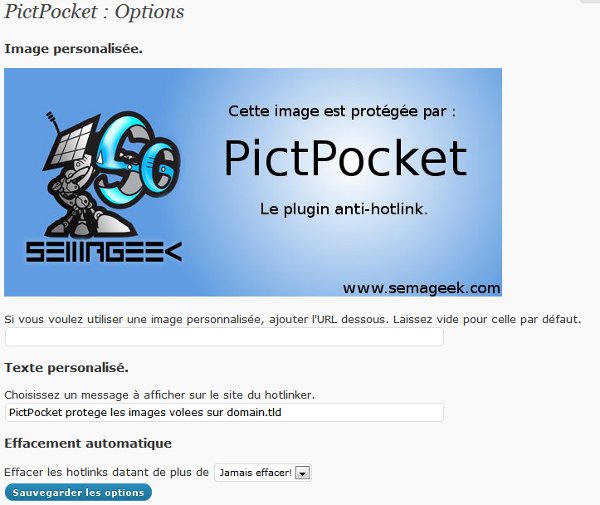 PictPocket : Options
Image personalisée.
Cette image est protégée par :
PictPocket
Le plugin anti-hotlink.
SEMAGEEK
www.semageek.com
Si vous voulez utiliser une image personnalisée, ajouter l'URL dessous. Laissez vide pour celle par défaut.
Texte personalisé.
Choisissez un message à afficher sur le site du hotlinker.
PictPocket protege les images volees sur domain.tld
Effacement automatique
Effacer les hotlinks datant de plus de Jamais effacer!
Sauvegarder les options